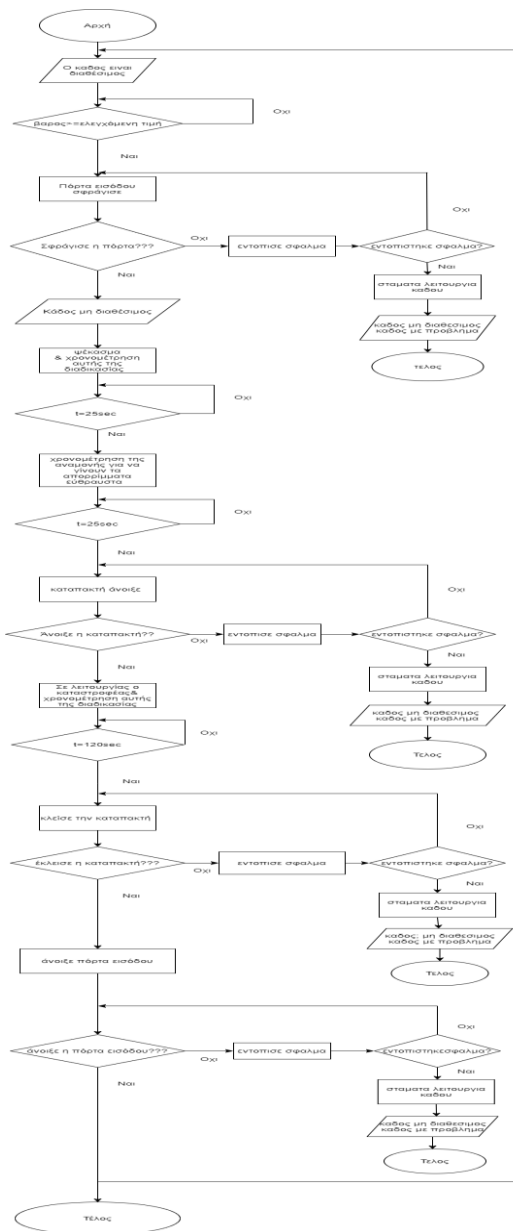 Αρχή
Ο κάδος ειναι
διαθέσιμος
Οχι
βαρος>=ελεγχόμενη τιμή
Ναι
Πόρτα εισόδου
σφράγισε
Οχι
Οχι
Σφράγισε η πόρτα???
εντοπισε σφαλμα
εντοπιστηκε σφαλμα?
Ναι
Ναι
σταματα λειτουργια
καδου
Κάδος μη διαθέσιμος
καδος μη διαθεσιμος
καδος με προβλημα
ψέκασμα
& χρονομέτρηση
αυτής της
διαδικασίας
τελος
Οχι
t=25sec
Ναι
χρονομέτρηση της
αναμονής για να
γίνουν τα
απορρίμματα
εύθραυστα
Οχι
t=25sec
Ναι
καταπακτή άνοιξε
Οχι
Άνοιξε η καταπακτή??
Οχι
εντοπισε σφαλμα
εντοπιστηκε σφαλμα?
Ναι
Ναι
Σε λειτουργίας ο
καταστροφέας&
χρονομέτρηση αυτής
της διαδικασίας
σταματα λειτουργια
καδου
καδος μη διαθεσιμος
καδος με προβλημα
Οχι
t=120sec
Τελος
Ναι
κλείσε την καταπακτή
Οχι
έκλεισε η καταπακτή???
Οχι
εντοπισε σφαλμα
εντοπιστηκε σφαλμα?
Ναι
Ναι
σταματα λειτουργια
καδου
καδος; μη διαθεσιμος
καδος με προβλημα
άνοιξε πόρτα εισόδου
Τελος
Οχι
άνοιξε η πόρτα εισόδου???
Οχι
εντοπισε σφαλμα
εντοπιστηκεσφαλμα?
Ναι
Ναι
σταματα λειτουργια
καδου
καδος μη διαθεσιμος
καδος με προβλημα
Τελος
Τέλος